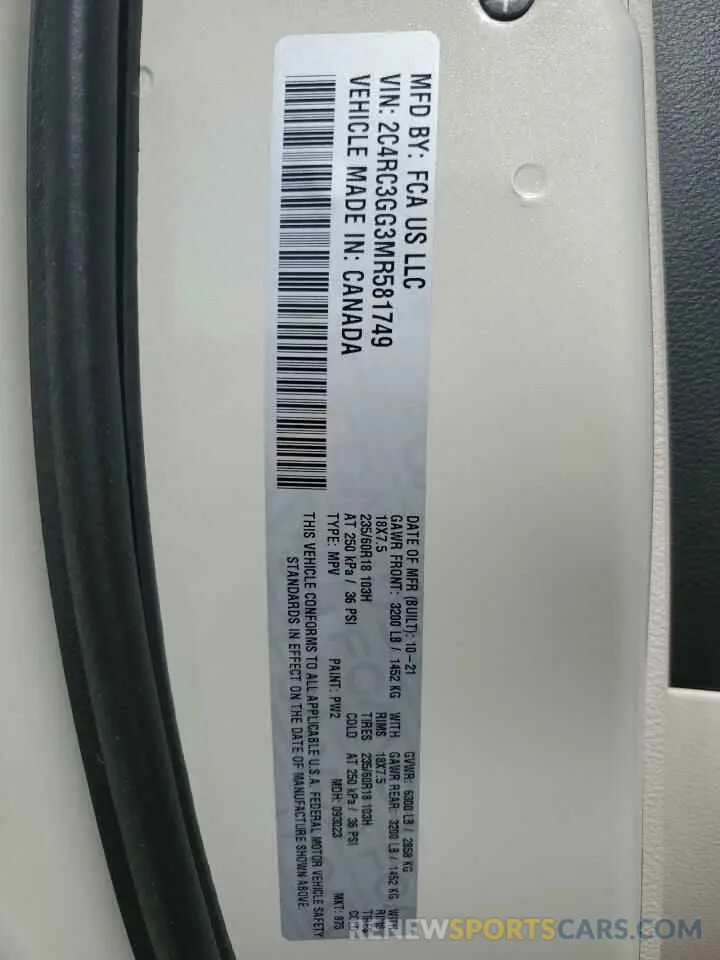 MFD BY: FCA US LLC
VIN: 2C4RC3GG3MR581749
VEHICLE MADE IN: CANADA
DATE OF MFR (BUILT): 10-21 GVWR: 6300 LB / 2858 KG
GAWR FRONT: 3200 LB / 1452 KG WITH GAWR REAR: 3200 LB / 1452 KG WITH
18X7.5 RIMS 18X7.5
235/60R18 103H TIRES 235/60R18 103H
AT 250 kPa / 36 PSI COLD AT 250 kPa / 36 PSI
TYPE: MPV PAINT: PW2 MDH: 093023 MKT:
THIS VEHICLE CONFORMS TO ALL APPLICABLE U.S.A. FEDERAL MOTOR VEHICLE SAFETY
STANDARDS IN EFFECT ON THE DATE OF MANUFACTURE SHOWN ABOVE.
RENEWSPORTSCARS.COM